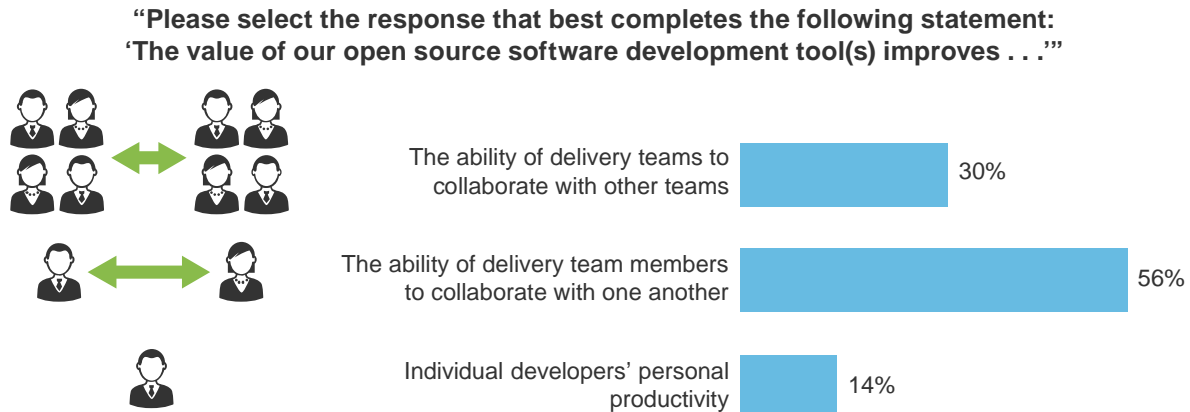 “Please select the response that best completes the following statement:
‘The value of our open source software development tool(s) improves . . .’”
The ability of delivery teams to
collaborate with other teams
30%
The ability of delivery team members
to collaborate with one another
56%
Individual developers’ personal
productivity
14%